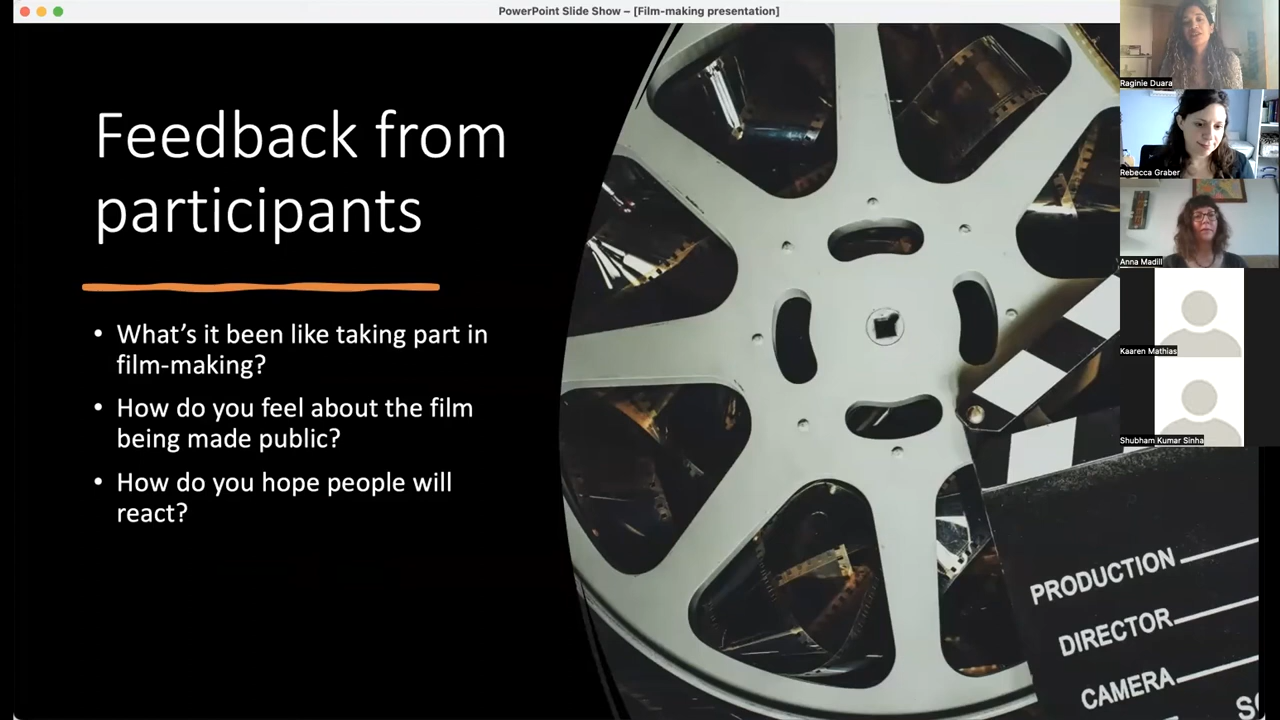 PowerPoint Slide Show – [Film-making presentation]
Feedback from
participants
• What's it been like taking part in
film-making?
• How do you feel about the film
being made public?
• How do you hope people will
react?
PRODUCTION
DIRECTOR
CAMERA
Raginie Duara
Rebecca Graber
Anna Madill
Kaaren Mathias
Shubham Kumar Sinha